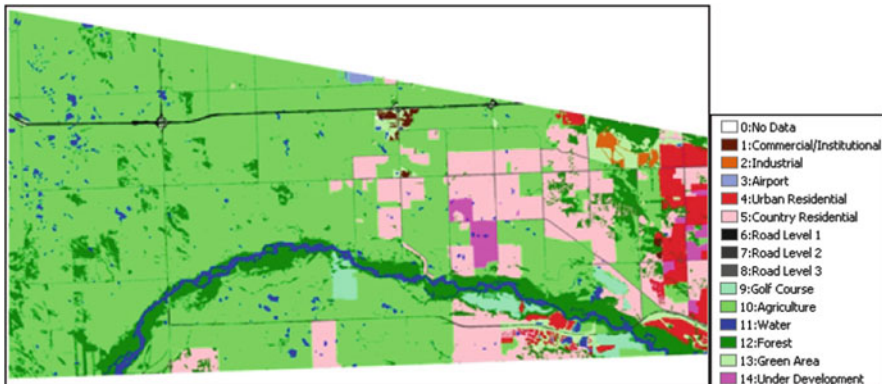 0:No Data
1:Commercial/Institutional
2:Industrial
3:Airport
4:Urban Residential
5:Country Residential
6:Road Level 1
7:Road Level 2
8:Road Level 3
9:Golf Course
10:Agriculture
11:Water
12:Forest
13:Green Area
14:Under Development